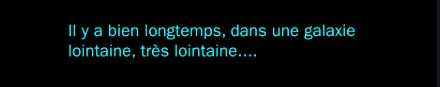 Il y a bien longtemps, dans une galaxie
lointaine, très lointaine....